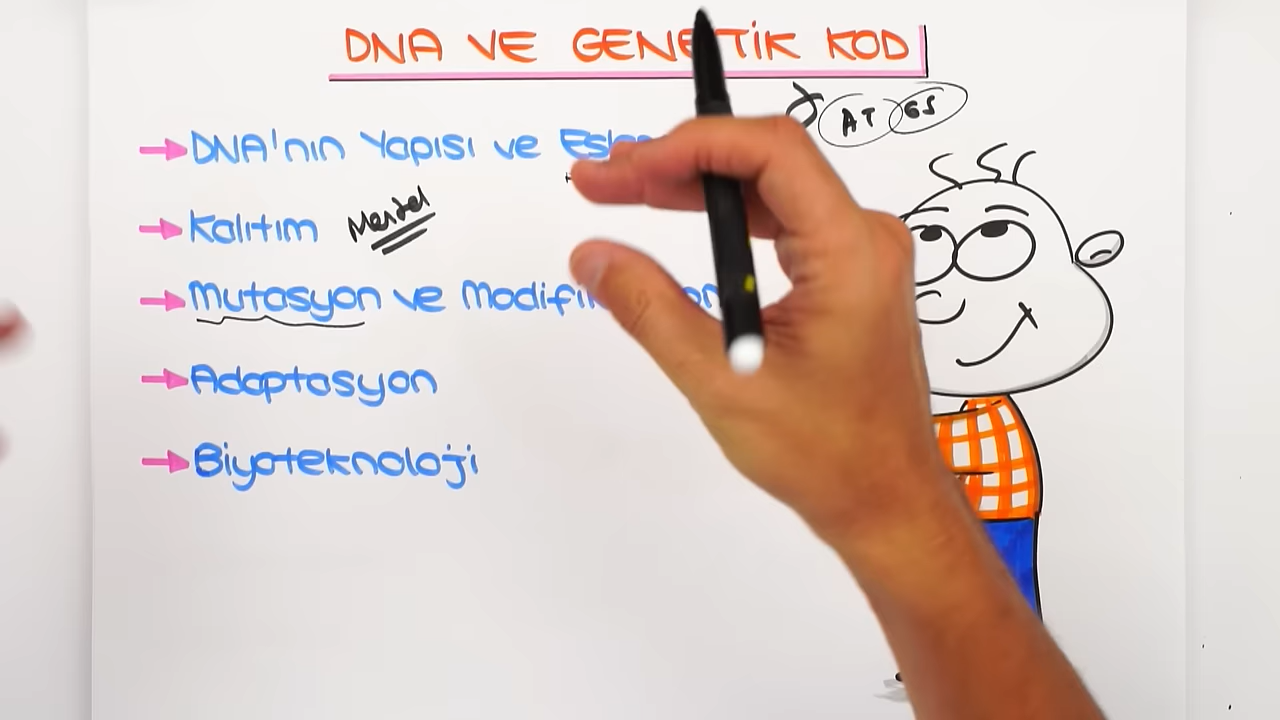 DNA VE GENETİK KOD
AT GS
→ DNA'nın Yapısı ve
→ Kalıtım Mendel
→ Mutasyon ve
→ Adaptasyon
→ Biyoteknoloji